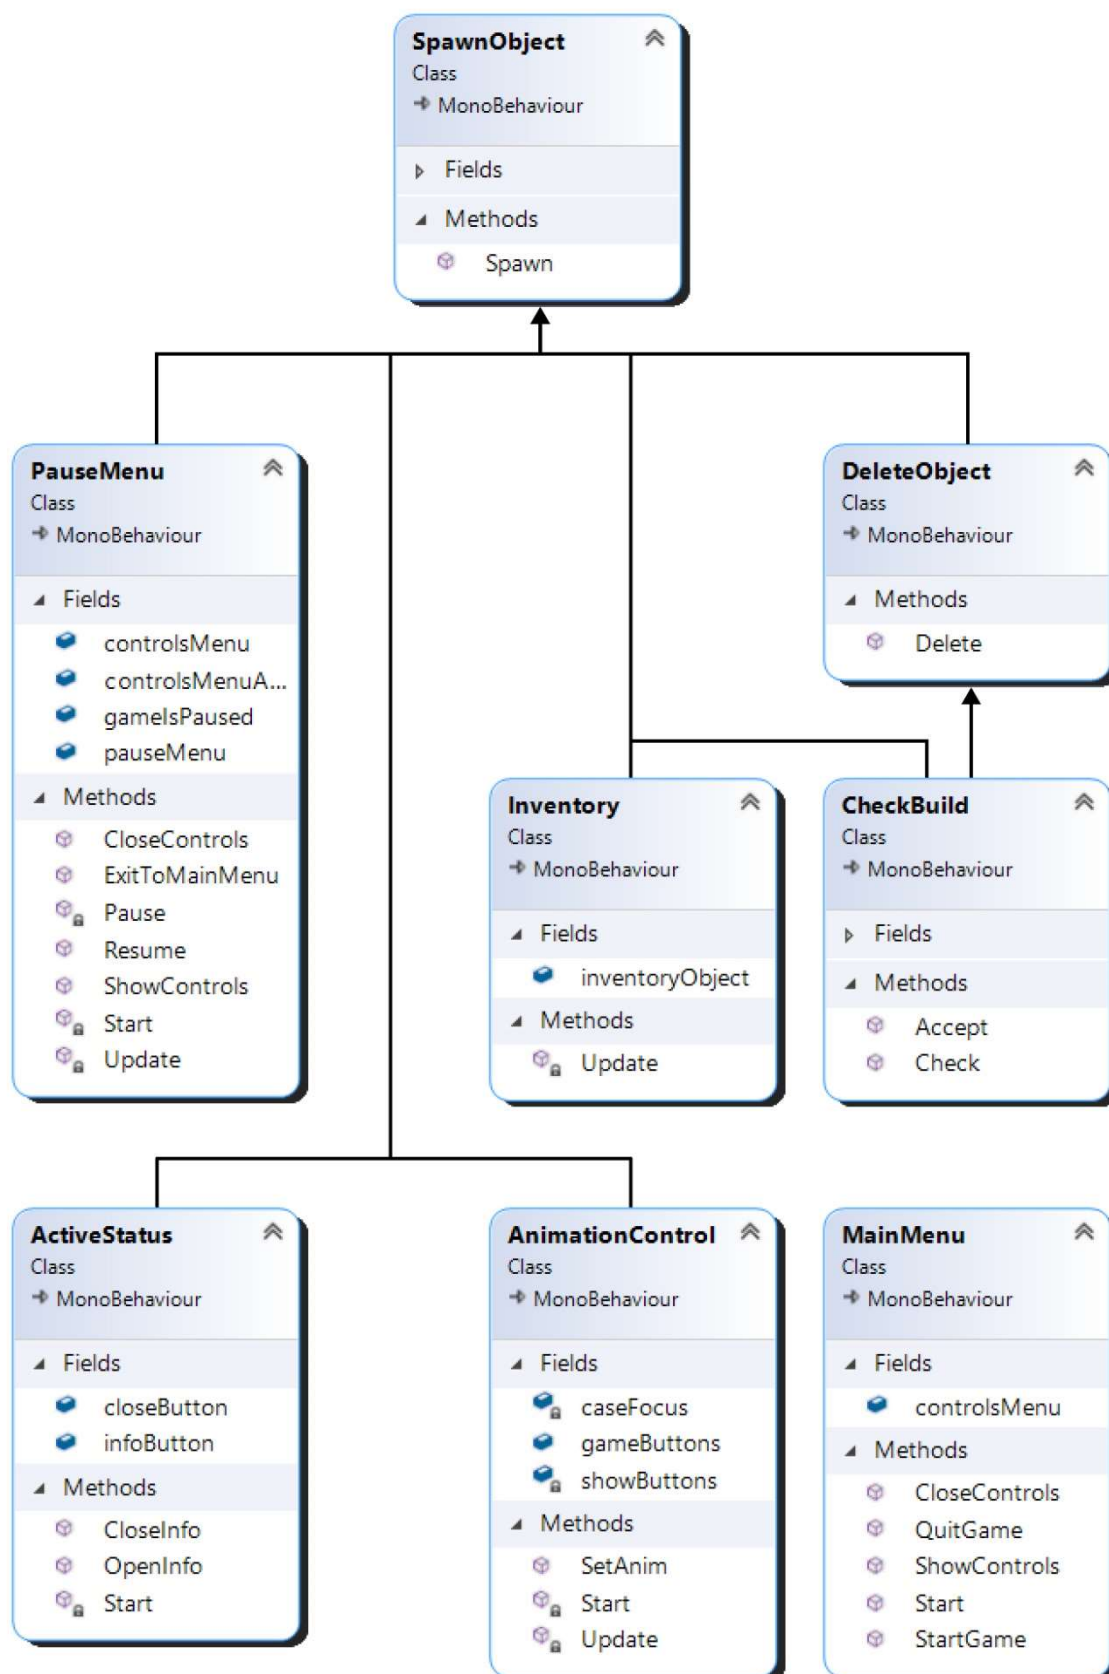 SpawnObject
Class
MonoBehaviour
Fields
Methods
Spawn
PauseMenu
Class
MonoBehaviour
Fields
controlsMenu
controlsMenuA...
gameIsPaused
pauseMenu
Methods
CloseControls
ExitToMainMenu
Pause
Resume
ShowControls
Start
Update
DeleteObject
Class
MonoBehaviour
Methods
Delete
Inventory
Class
MonoBehaviour
Fields
inventoryObject
Methods
Update
CheckBuild
Class
MonoBehaviour
Fields
Methods
Accept
Check
ActiveStatus
Class
MonoBehaviour
Fields
closeButton
infoButton
Methods
CloseInfo
OpenInfo
Start
AnimationControl
Class
MonoBehaviour
Fields
caseFocus
gameButtons
showButtons
Methods
SetAnim
Start
Update
MainMenu
Class
MonoBehaviour
Fields
controlsMenu
Methods
CloseControls
QuitGame
ShowControls
Start
StartGame